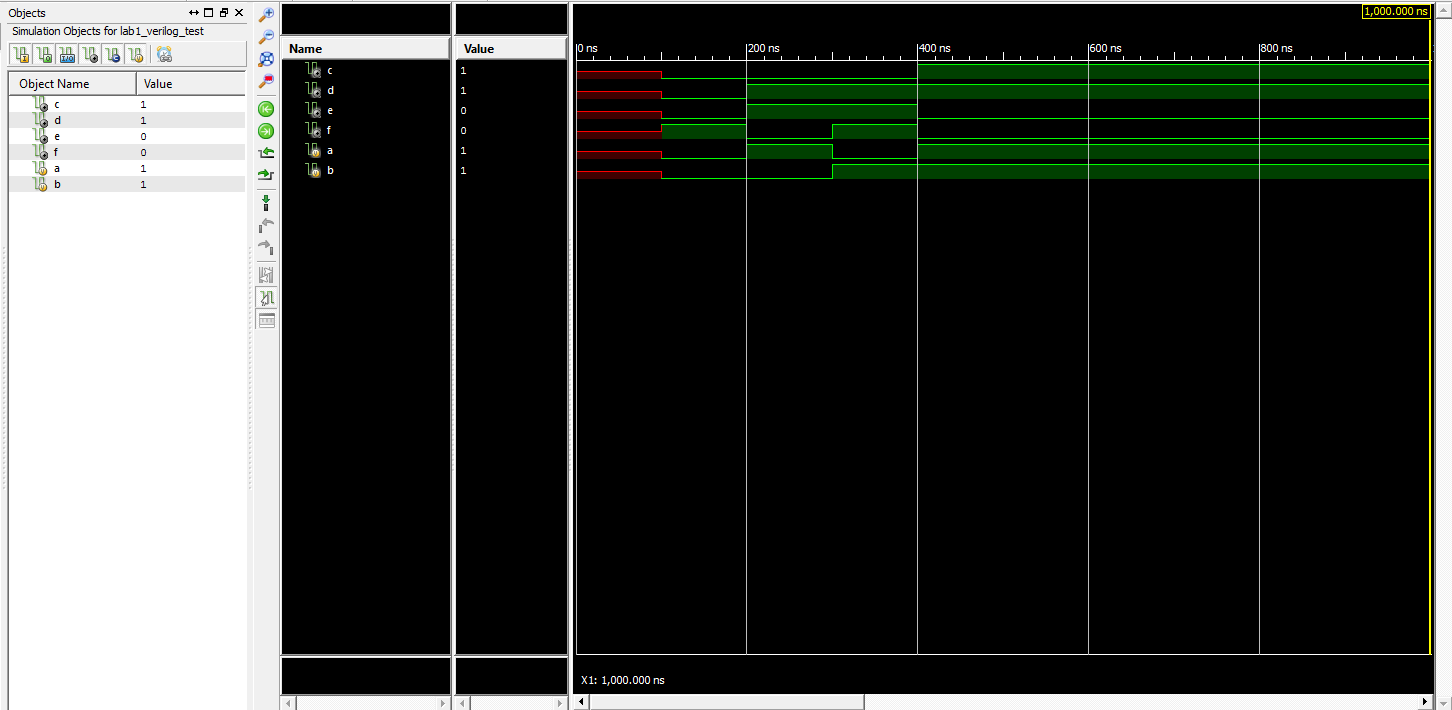 Objects
Simulation Objects for lab1_verilog_test
Object Name Value
c 1
d 1
e 0
f 0
a 1
b 1
Name Value
c 1
d 1
e 0
f 0
a 1
b 1
1,000.000 ns
0 ns 200 ns 400 ns 600 ns 800 ns
X1: 1,000.000 ns